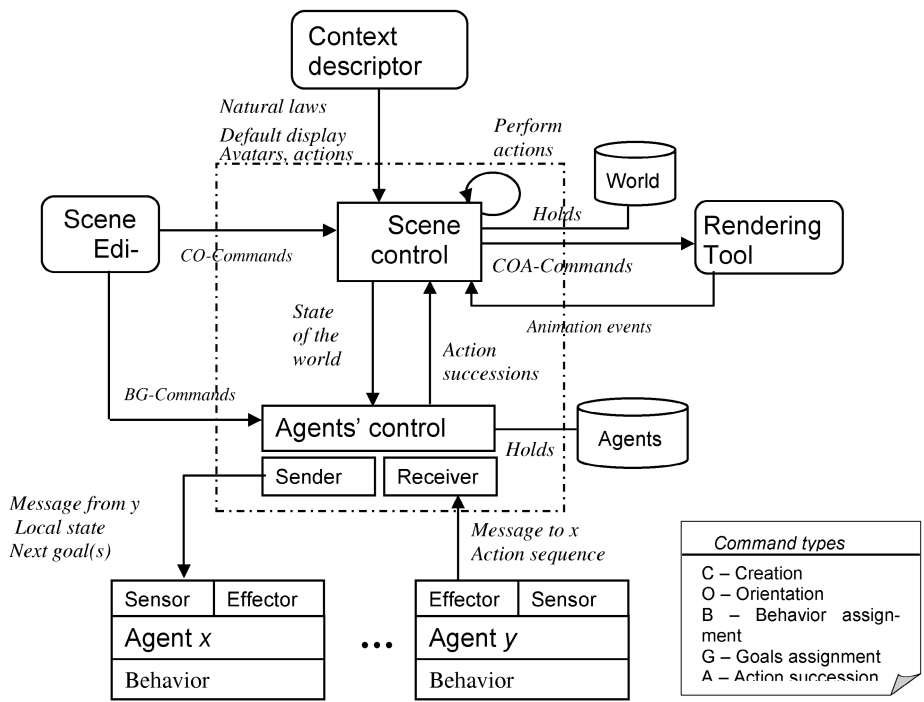 Context
descriptor
Natural laws
Default display
Avatars, actions
Perform
actions
World
Scene
Edi-
Scene
control
Holds
Rendering
Tool
CO-Commands
COA-Commands
State
of the
world
Animation events
Action
successions
BG-Commands
Agents' control
Agents
Holds
Sender
Receiver
Message from y
Local state
Next goal(s)
Message to x
Action sequence
Command types
C – Creation
O – Orientation
B – Behavior assign-
ment
G – Goals assignment
A – Action succession
Sensor
Effector
Effector
Sensor
Agent x
...
Agent y
Behavior
Behavior